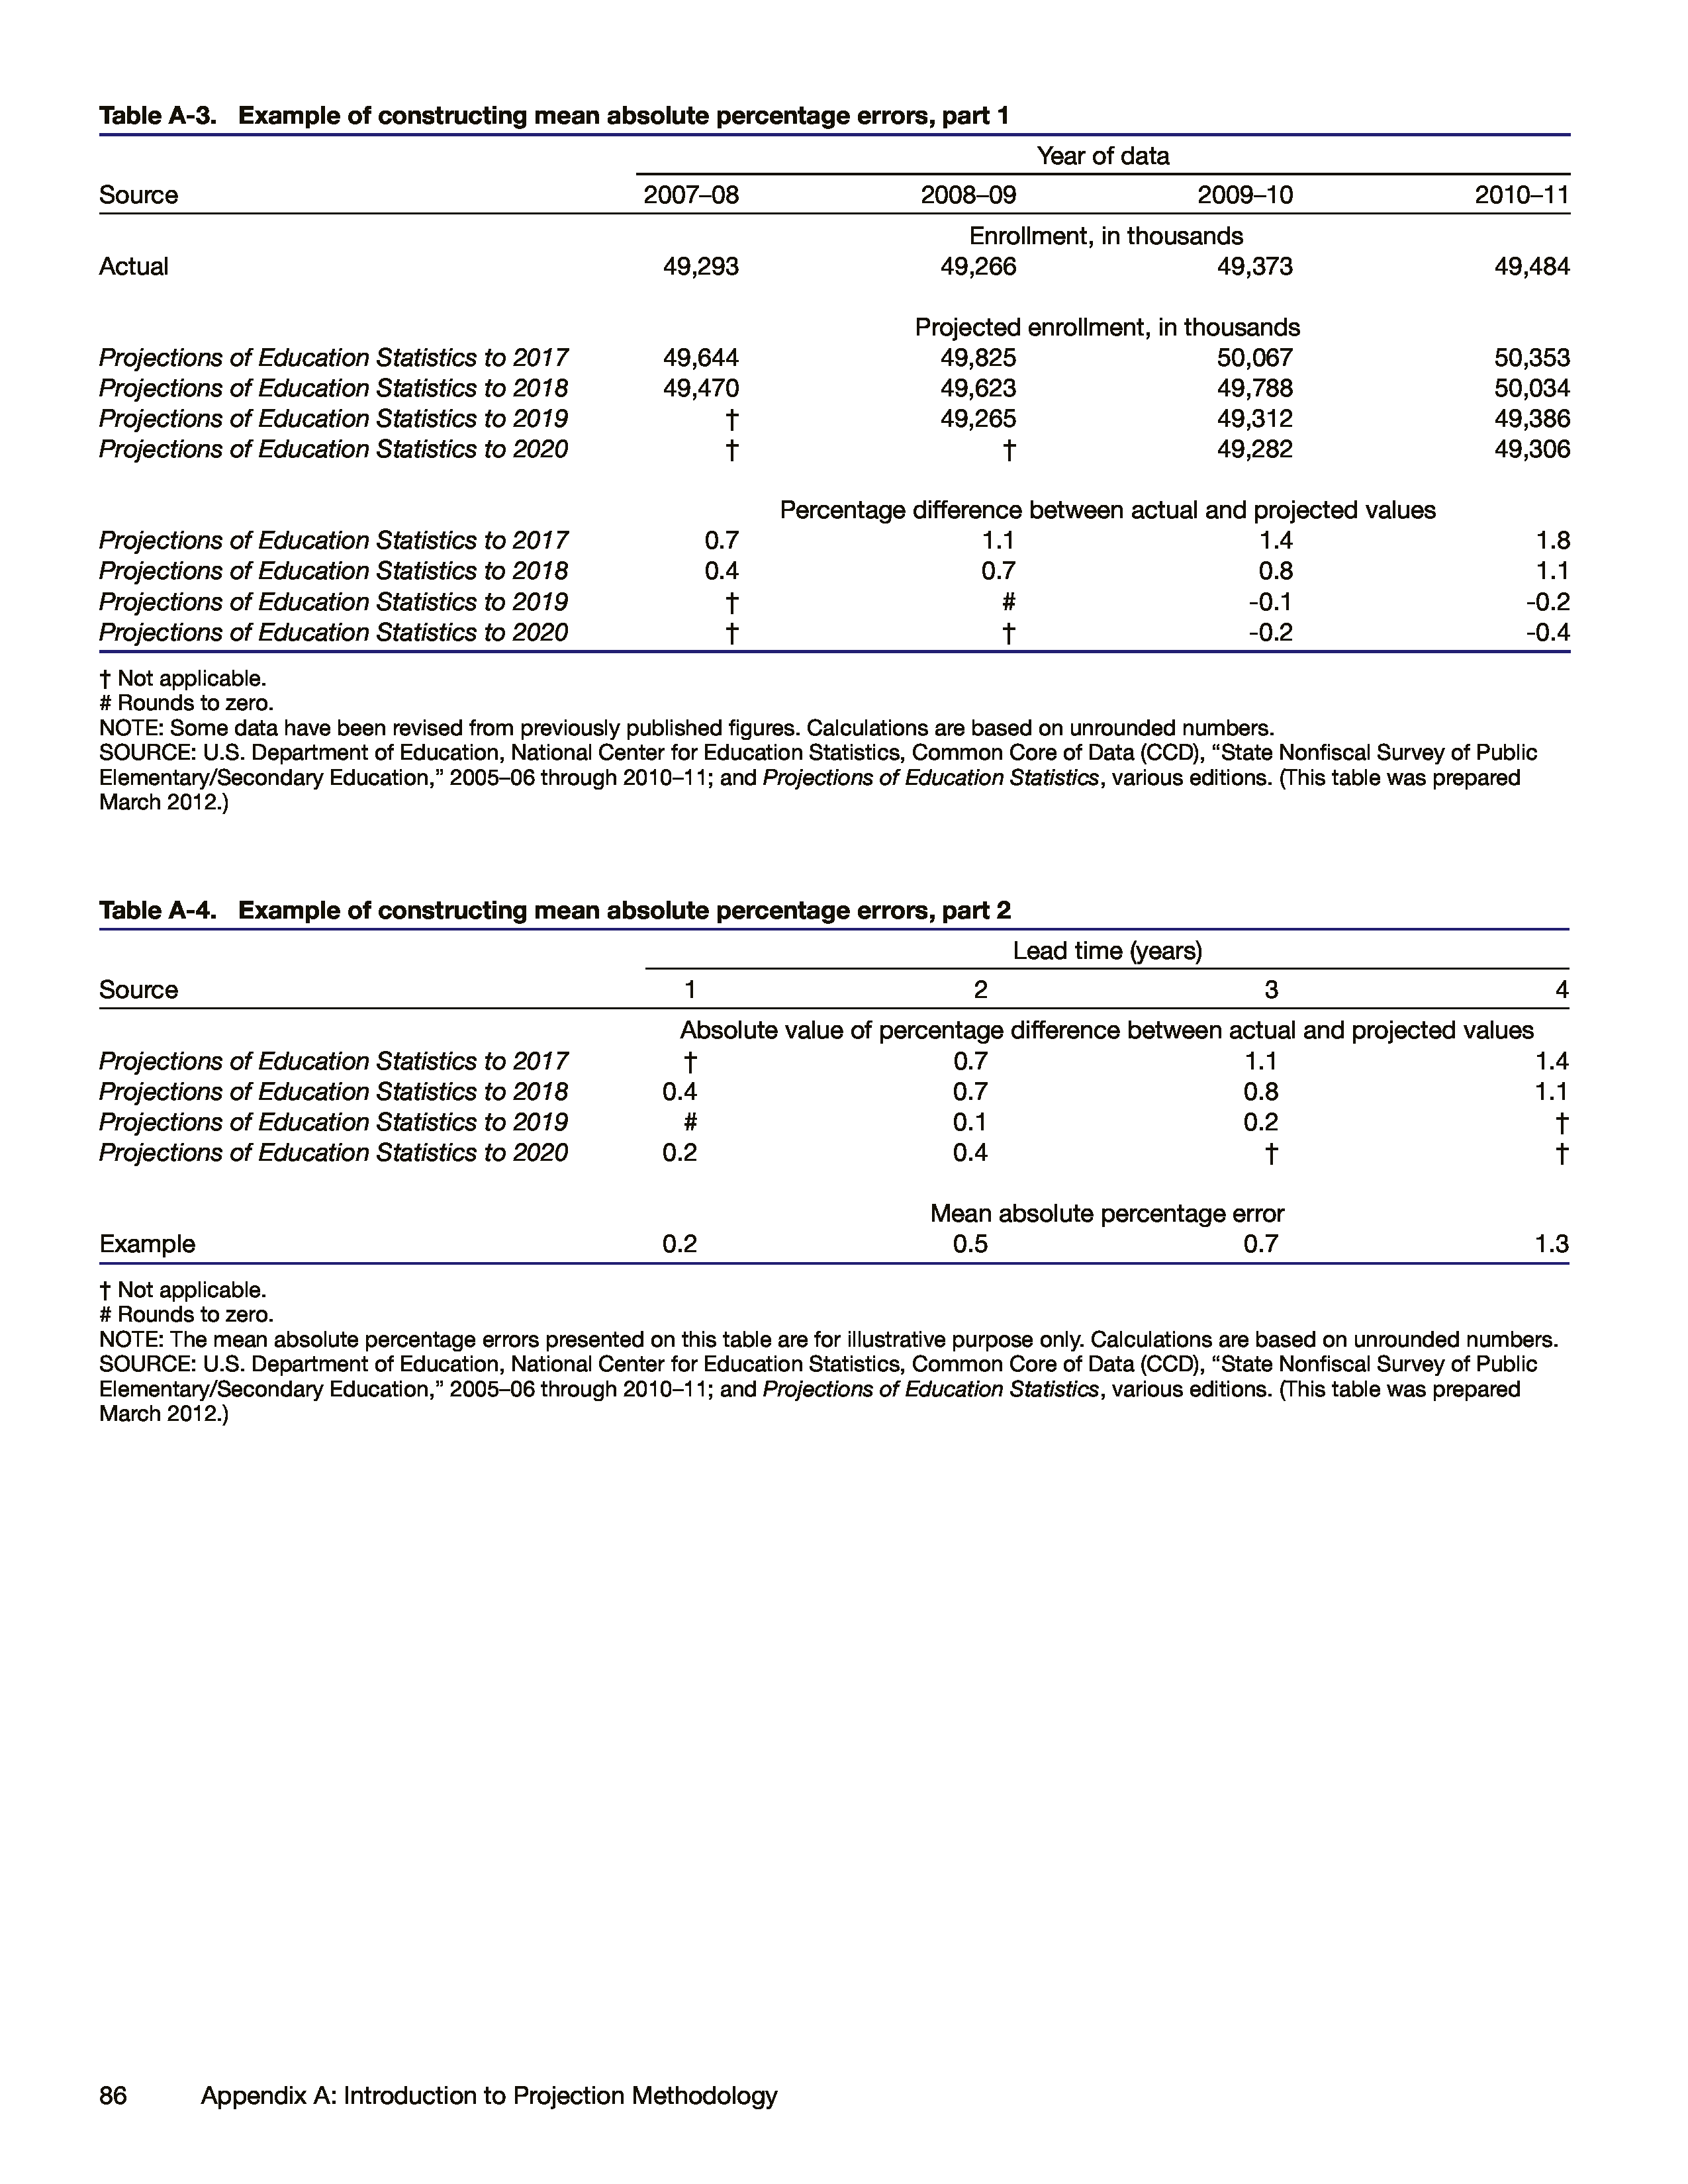 Table A-3. Example of constructing mean absolute percentage errors, part 1
Year of data
Source 2007–08 2008–09 2009–10 2010–11
Enrollment, in thousands
Actual 49,293 49,266 49,373 49,484
Projected enrollment, in thousands
Projections of Education Statistics to 2017 49,644 49,825 50,067 50,353
Projections of Education Statistics to 2018 49,470 49,623 49,788 50,034
Projections of Education Statistics to 2019 † 49,265 49,312 49,386
Projections of Education Statistics to 2020 † † 49,282 49,306
Percentage difference between actual and projected values
Projections of Education Statistics to 2017 0.7 1.1 1.4 1.8
Projections of Education Statistics to 2018 0.4 0.7 0.8 1.1
Projections of Education Statistics to 2019 † # -0.1 -0.2
Projections of Education Statistics to 2020 † † -0.2 -0.4
† Not applicable.
# Rounds to zero.
NOTE: Some data have been revised from previously published figures. Calculations are based on unrounded numbers.
SOURCE: U.S. Department of Education, National Center for Education Statistics, Common Core of Data (CCD), “State Nonfiscal Survey of Public
Elementary/Secondary Education,” 2005–06 through 2010–11; and Projections of Education Statistics, various editions. (This table was prepared
March 2012.)
Table A-4. Example of constructing mean absolute percentage errors, part 2
Lead time (years)
Source 1 2 3 4
Absolute value of percentage difference between actual and projected values
Projections of Education Statistics to 2017 † 0.7 1.1 1.4
Projections of Education Statistics to 2018 0.4 0.7 0.8 1.1
Projections of Education Statistics to 2019 # 0.1 0.2 †
Projections of Education Statistics to 2020 0.2 0.4 † †
Mean absolute percentage error
Example 0.2 0.5 0.7 1.3
† Not applicable.
# Rounds to zero.
NOTE: The mean absolute percentage errors presented on this table are for illustrative purpose only. Calculations are based on unrounded numbers.
SOURCE: U.S. Department of Education, National Center for Education Statistics, Common Core of Data (CCD), “State Nonfiscal Survey of Public
Elementary/Secondary Education,” 2005–06 through 2010–11; and Projections of Education Statistics, various editions. (This table was prepared
March 2012.)
86 Appendix A: Introduction to Projection Methodology